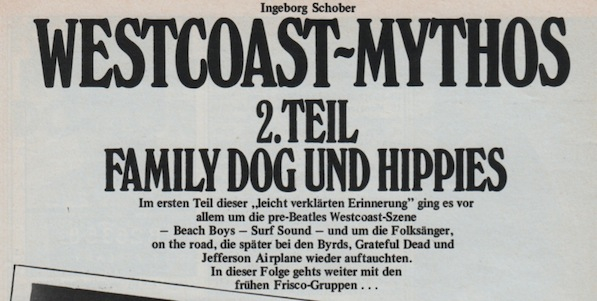 Ingeborg Schober
WESTCOAST~MYTHOS
2. TEIL
FAMILY DOG UND HIPPIES
Im ersten Teil dieser „leicht verklärten Erinnerung” ging es vor
allem um die pre-Beatles Westcoast-Szene
– Beach Boys – Surf Sound – und um die Folksänger,
on the road, die später bei den Byrds, Grateful Dead und
Jefferson Airplane wieder auftauchten.
In dieser Folge gehts weiter mit den
frühen Frisco-Gruppen . . .